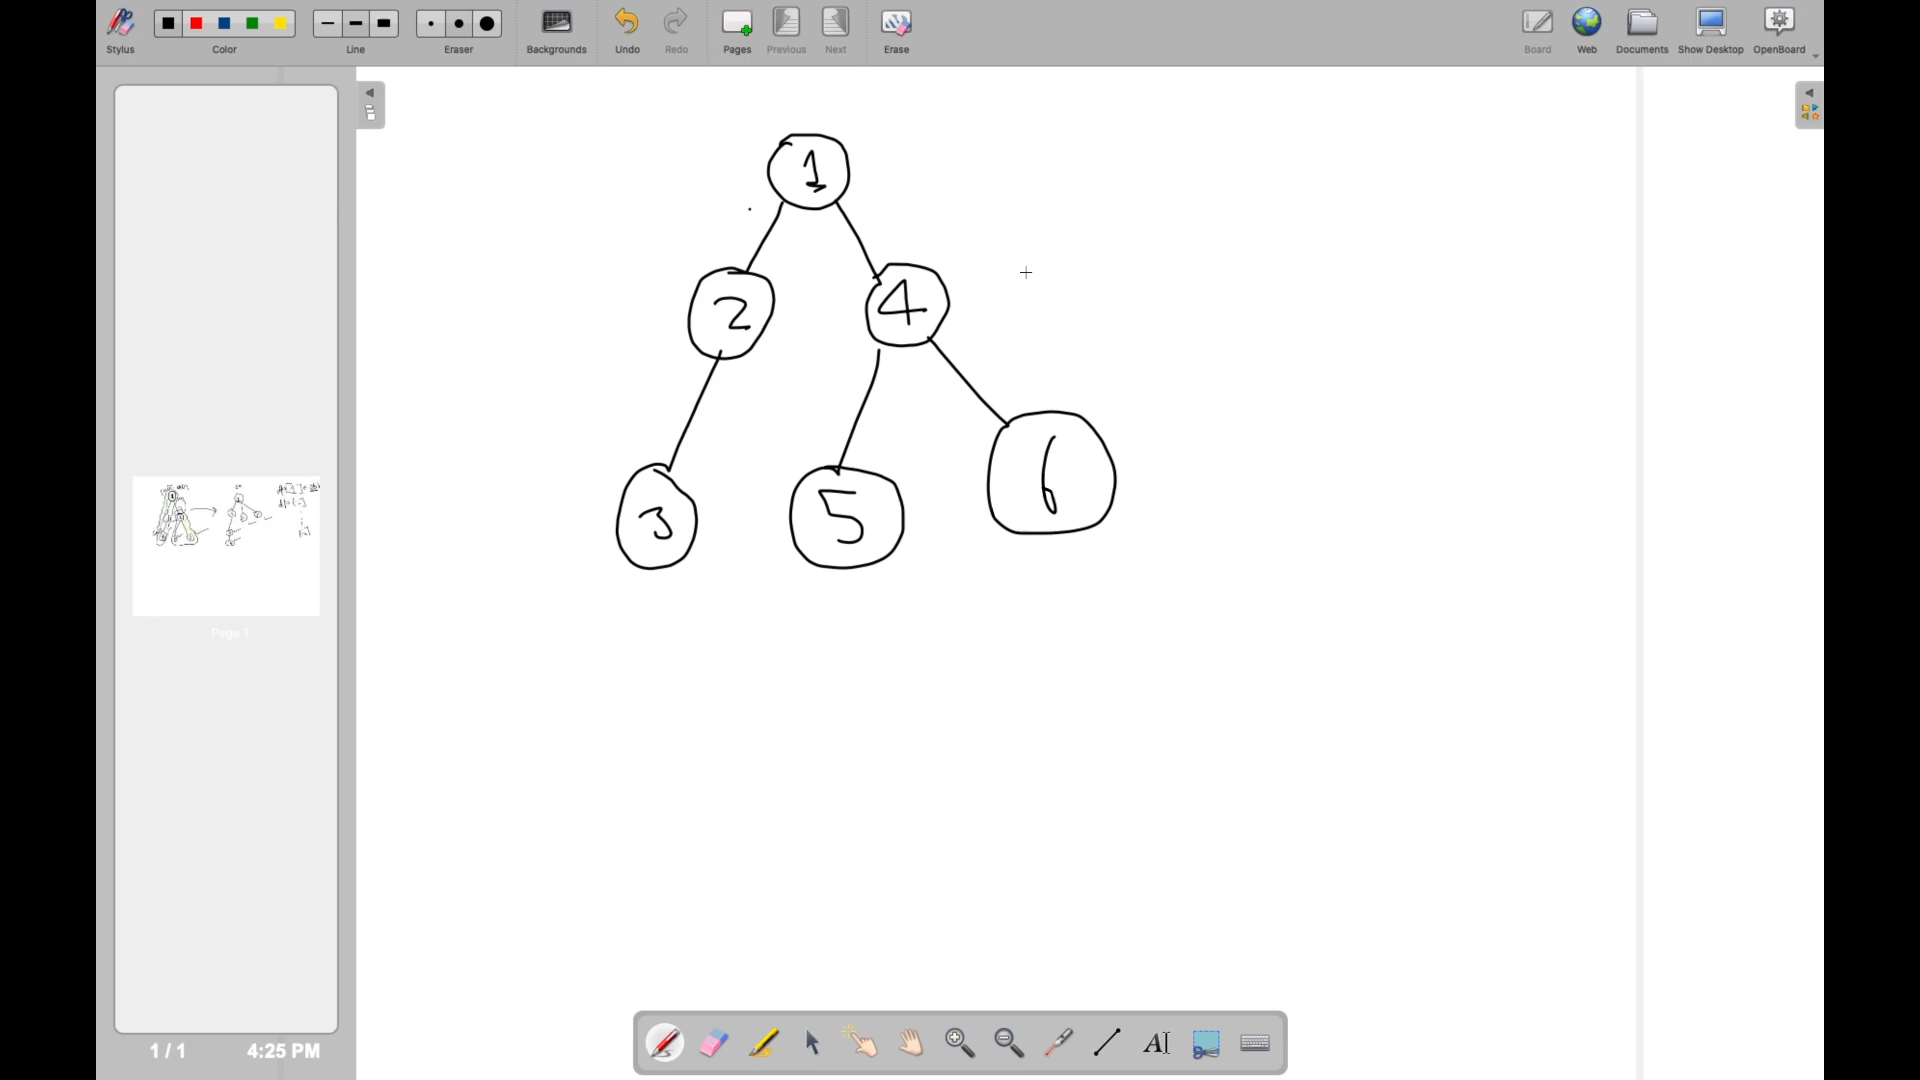 Stylus Color Line Eraser Backgrounds Undo Redo Pages Previous Next Erase Board Web Documents Show Desktop OpenBoard
1
2 4
3 5 6
Page 1
1 / 1 4:25 PM